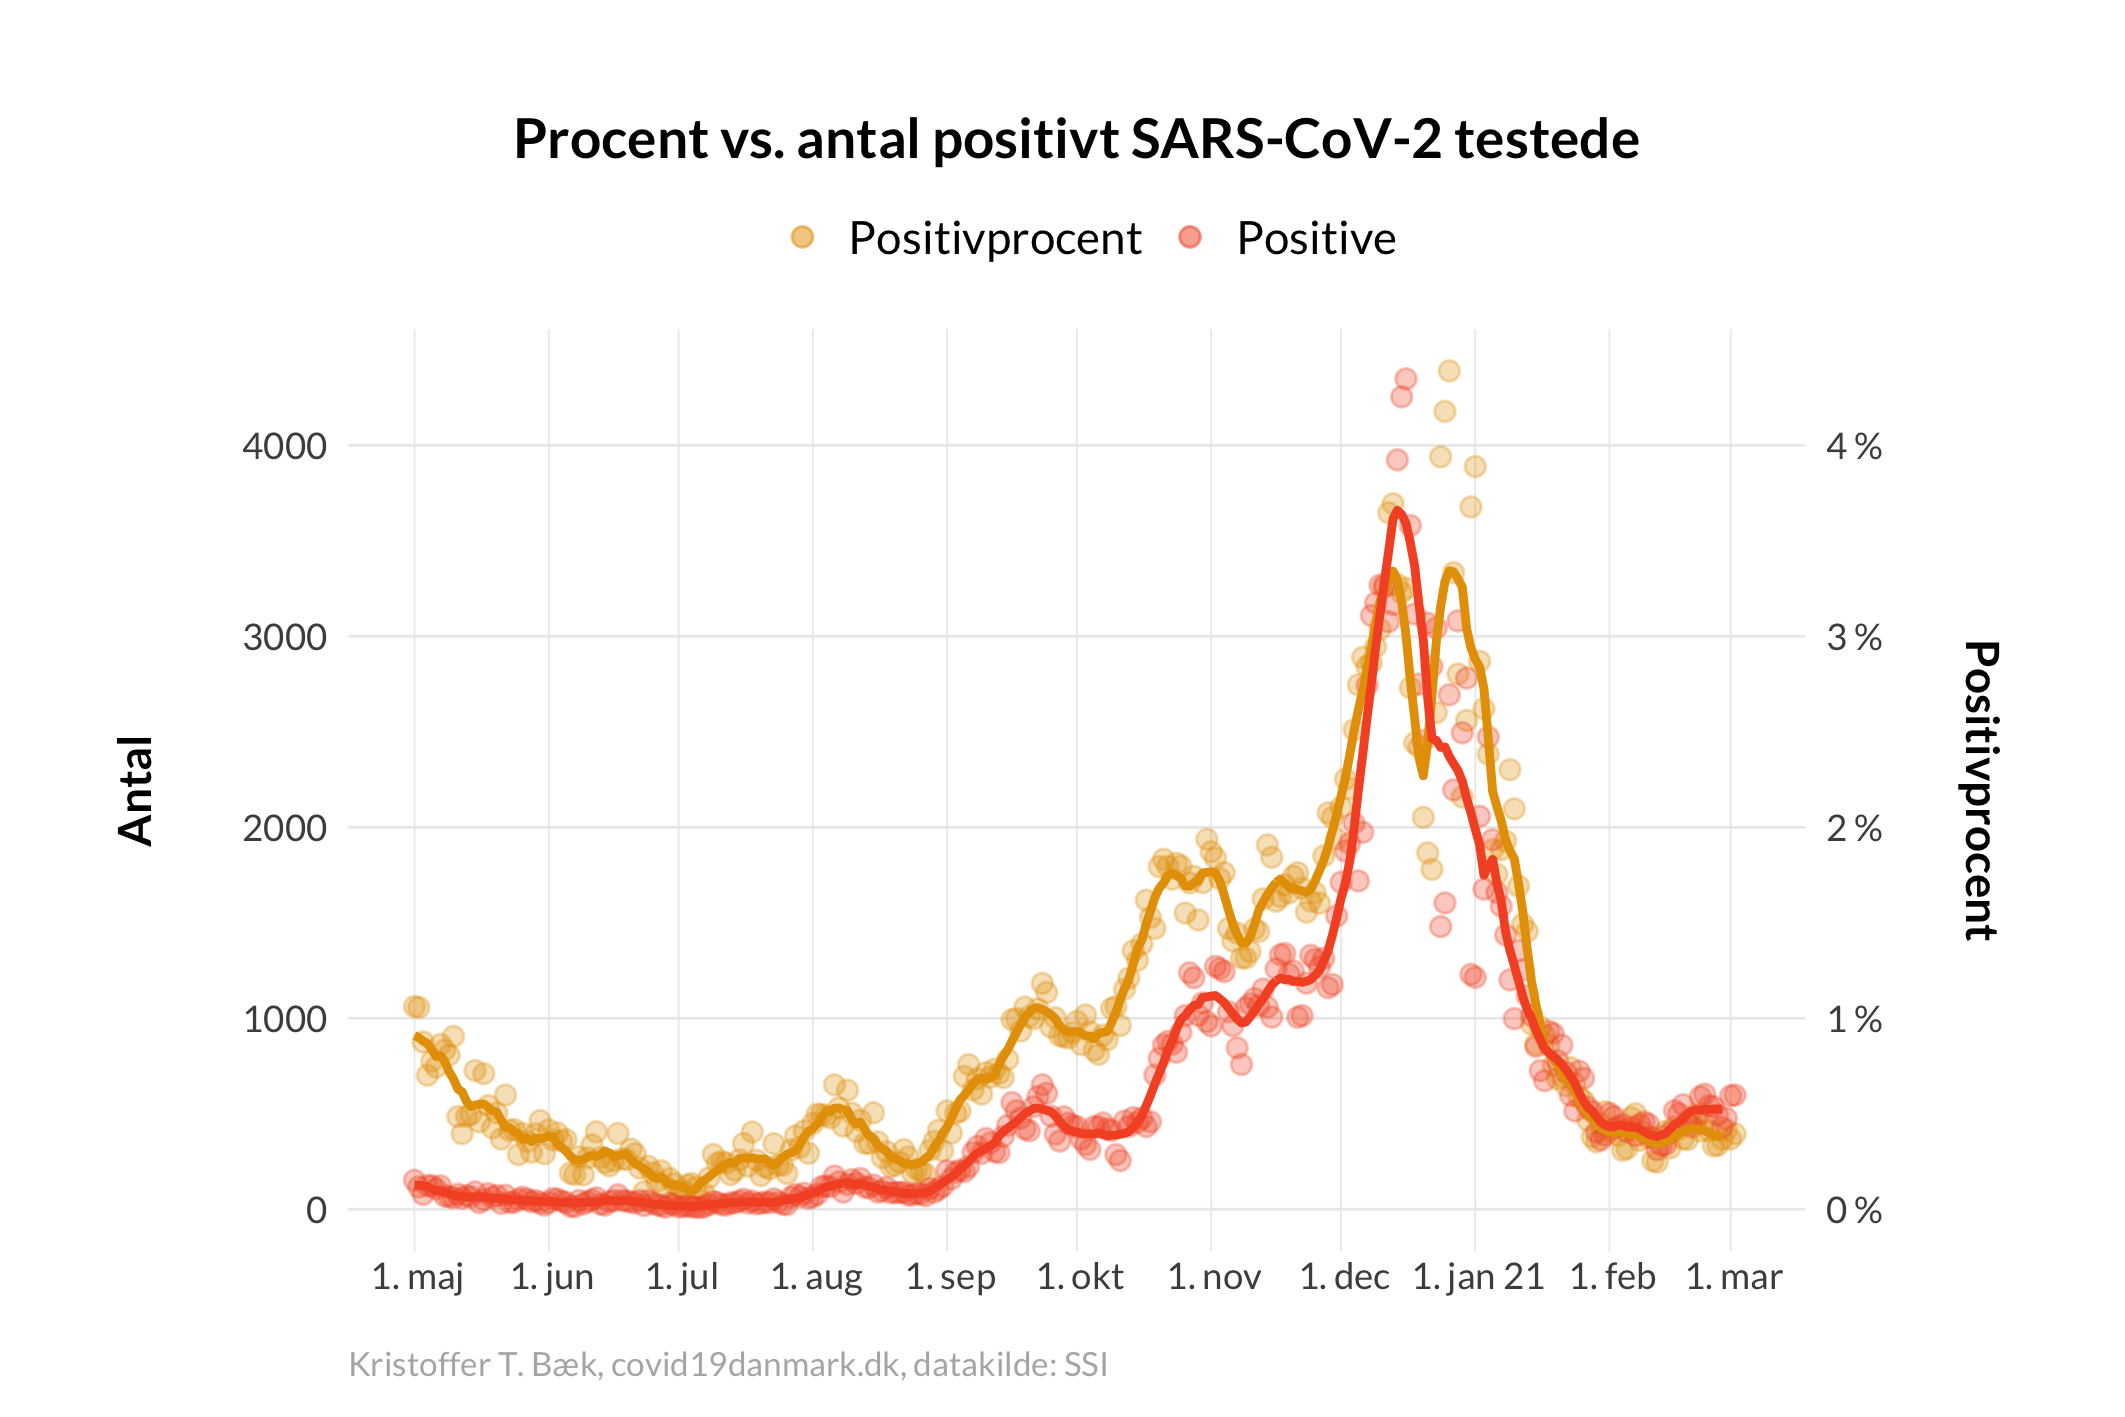 Procent vs. antal positivt SARS-CoV-2 testede
Positivprocent Positive
4000 4 %
3000 3 %
2000 2 %
1000 1 %
0 0 %
Antal
Positivprocent
1. maj 1. jun 1. jul 1. aug 1. sep 1. okt 1. nov 1. dec 1. jan 21 1. feb 1. mar
Kristoffer T. Bæk, covid19danmark.dk, datakilde: SSI